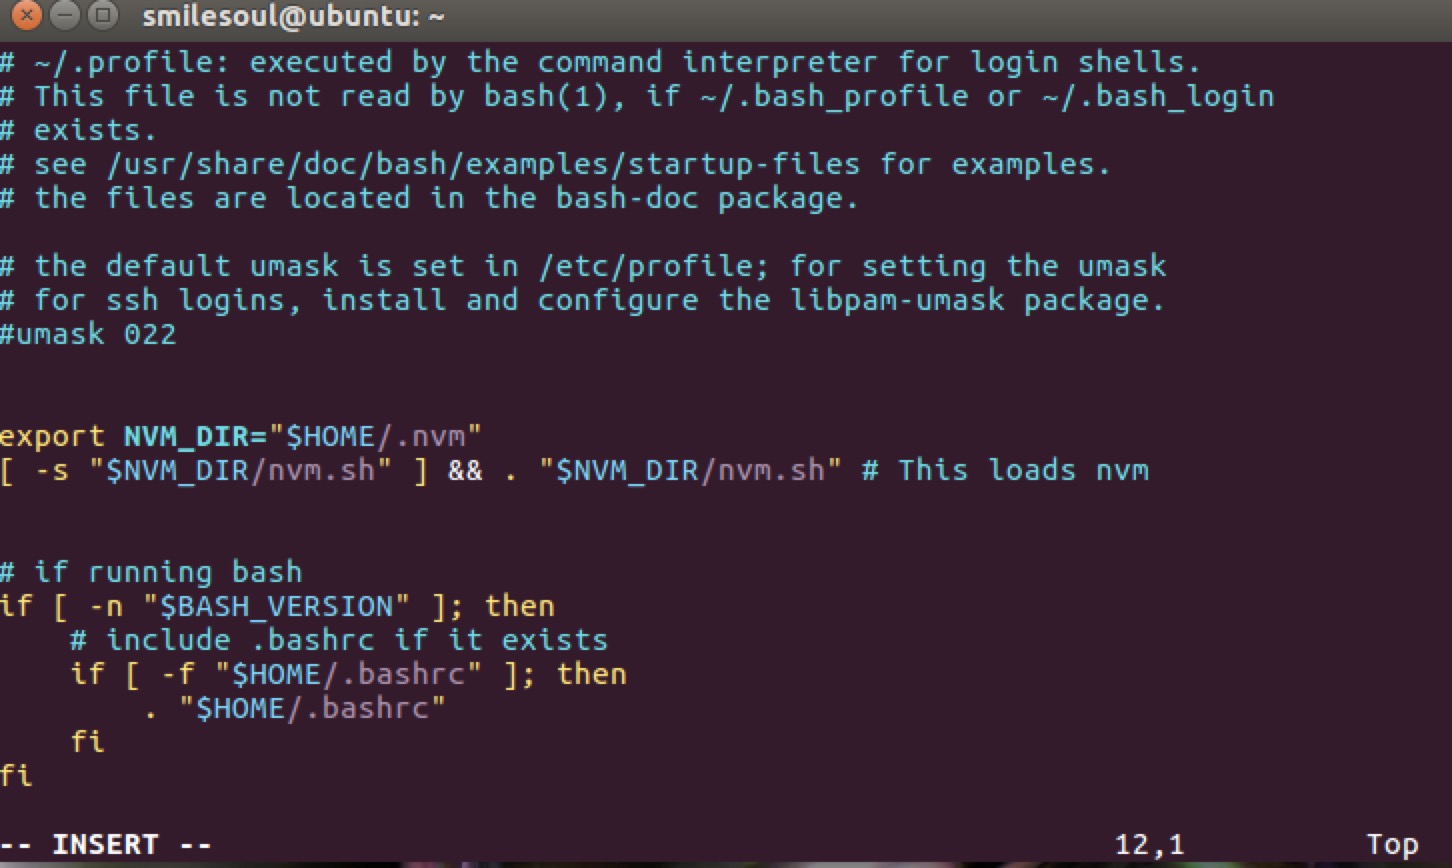 smilesoul@ubuntu: ~
# ~/.profile: executed by the command interpreter for login shells.
# This file is not read by bash(1), if ~/.bash_profile or ~/.bash_login
# exists.
# see /usr/share/doc/bash/examples/startup-files for examples.
# the files are located in the bash-doc package.

# the default umask is set in /etc/profile; for setting the umask
# for ssh logins, install and configure the libpam-umask package.
#umask 022


export NVM_DIR="$HOME/.nvm"
[ -s "$NVM_DIR/nvm.sh" ] && . "$NVM_DIR/nvm.sh" # This loads nvm


# if running bash
if [ -n "$BASH_VERSION" ]; then
    # include .bashrc if it exists
    if [ -f "$HOME/.bashrc" ]; then
        . "$HOME/.bashrc"
    fi
fi

-- INSERT -- 12,1 Top